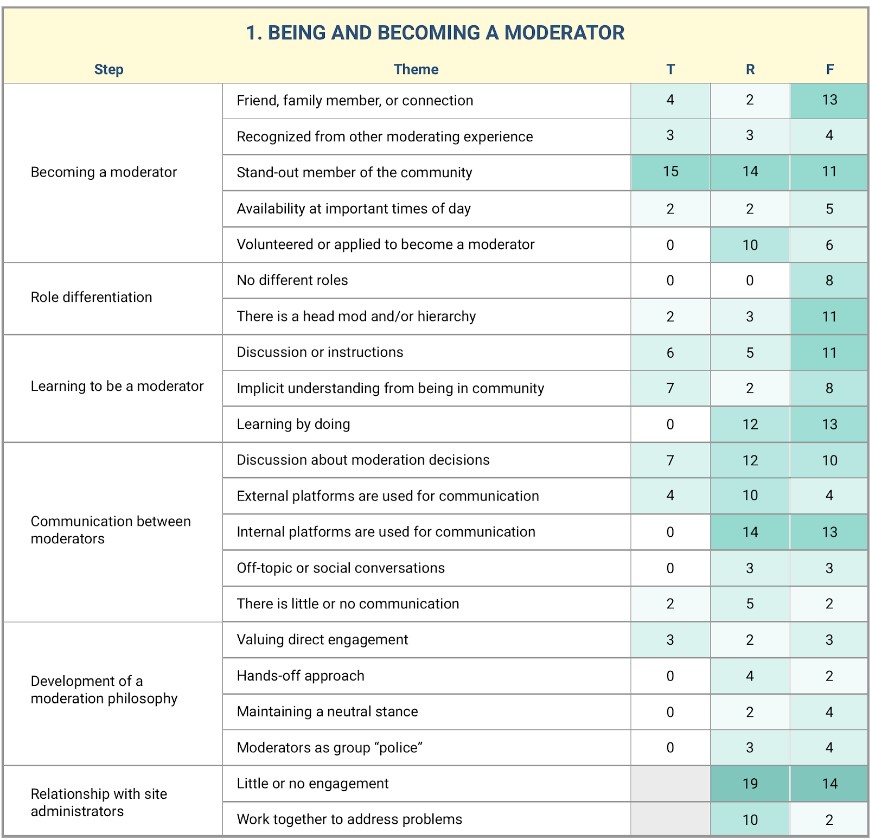 1. BEING AND BECOMING A MODERATOR
Step Theme T R F
Becoming a moderator
Friend, family member, or connection 4 2 13
Recognized from other moderating experience 3 3 4
Stand-out member of the community 15 14 11
Availability at important times of day 2 2 5
Volunteered or applied to become a moderator 0 10 6
Role differentiation
No different roles 0 0 8
There is a head mod and/or hierarchy 2 3 11
Learning to be a moderator
Discussion or instructions 6 5 11
Implicit understanding from being in community 7 2 8
Learning by doing 0 12 13
Communication between
moderators
Discussion about moderation decisions 7 12 10
External platforms are used for communication 4 10 4
Internal platforms are used for communication 0 14 13
Off-topic or social conversations 0 3 3
There is little or no communication 2 5 2
Development of a
moderation philosophy
Valuing direct engagement 3 2 3
Hands-off approach 0 4 2
Maintaining a neutral stance 0 2 4
Moderators as group “police” 0 3 4
Relationship with site
administrators
Little or no engagement 19 14
Work together to address problems 10 2